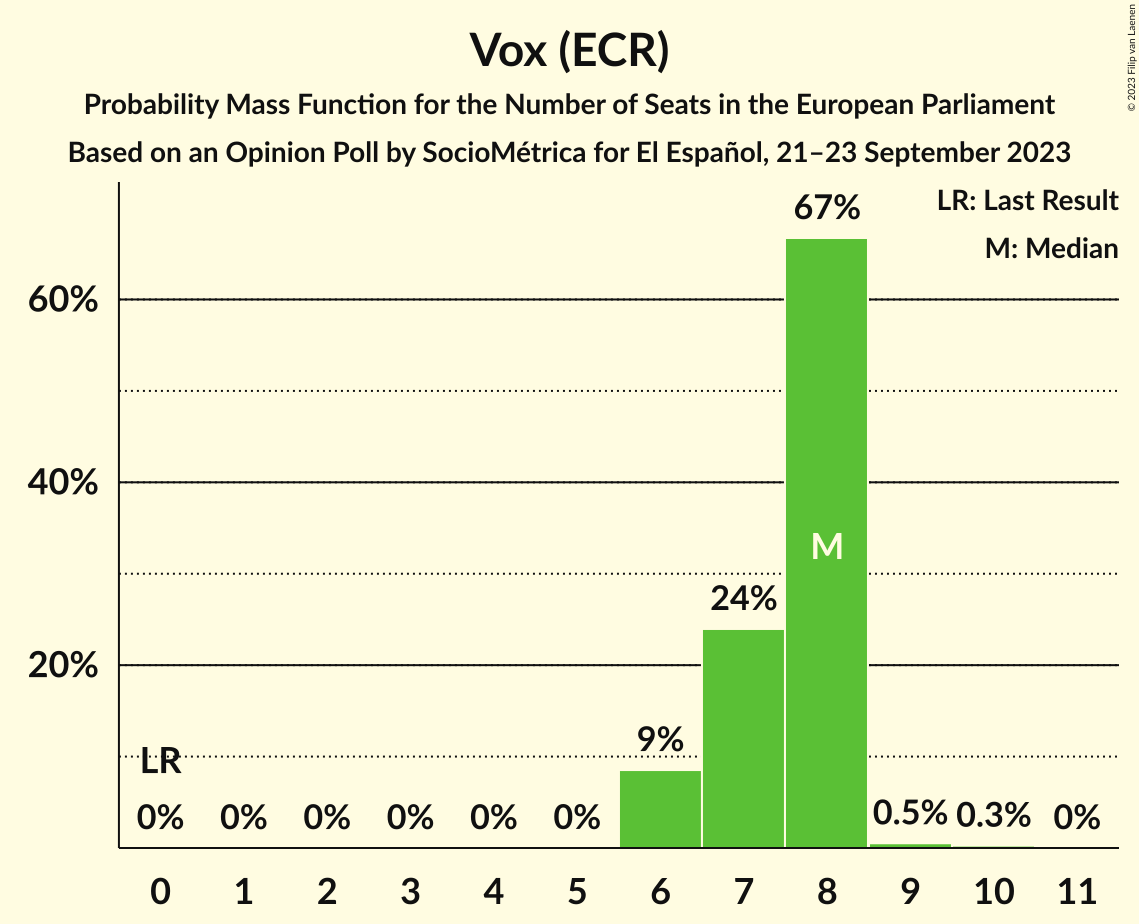 Vox (ECR)
Probability Mass Function for the Number of Seats in the European Parliament
Based on an Opinion Poll by SocioMétrica for El Español, 21–23 September 2023
© 2023 Filip van Laenen
LR: Last Result
M: Median
67%
60%
40%
M
24%
20%
9%
LR
0% 0% 0% 0% 0% 0% 0.5% 0.3% 0%
0 1 2 3 4 5 6 7 8 9 10 11